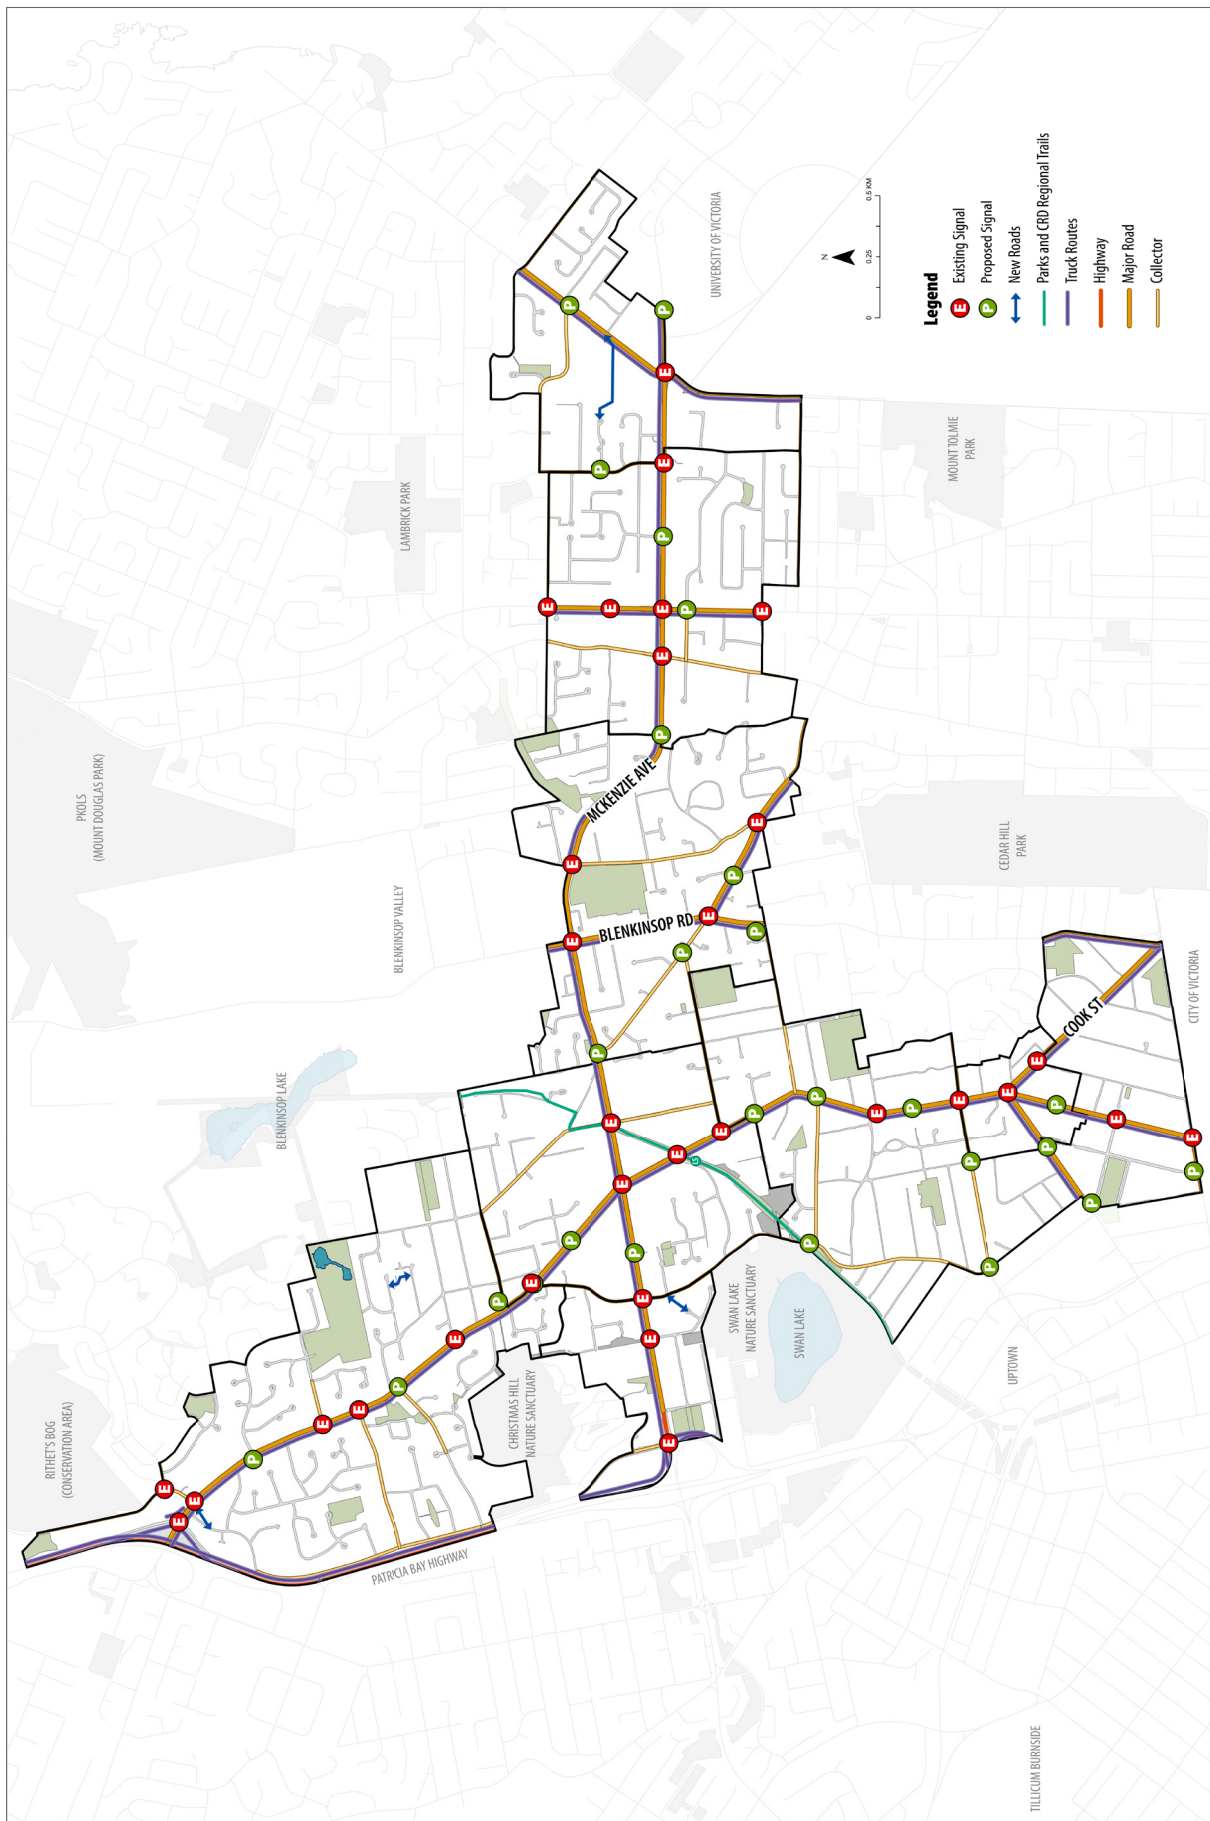 RITHET'S BOG
(CONSERVATION AREA)
PKOLS
(MOUNT DOUGLAS PARK)
BLENKINSOP LAKE
BLENKINSOP VALLEY
LAMBRICK PARK
PATRICIA BAY HIGHWAY
CHRISTMAS HILL
NATURE SANCTUARY
MCKENZIE AVE
BLENKINSOP RD
UNIVERSITY OF VICTORIA
SWAN LAKE
NATURE SANCTUARY
SWAN LAKE
UPTOWN
CEDAR HILL
PARK
MOUNT TOLMIE
PARK
COOK ST
CITY OF VICTORIA
TILLICUM BURNSIDE
N
0 0.25 0.5 KM
Legend
E Existing Signal
P Proposed Signal
New Roads
Parks and CRD Regional Trails
Truck Routes
Highway
Major Road
Collector